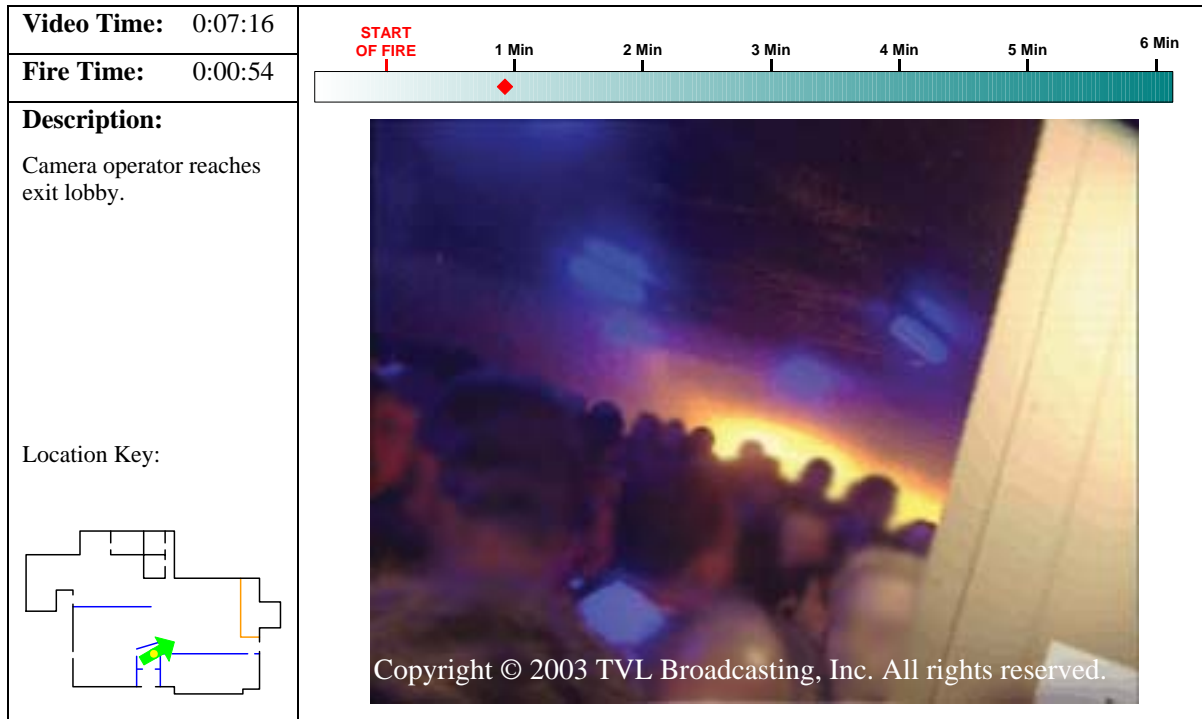 Video Time: 0:07:16
Fire Time: 0:00:54
Description:
Camera operator reaches
exit lobby.
Location Key:
START
OF FIRE
1 Min
2 Min
3 Min
4 Min
5 Min
6 Min
Copyright © 2003 TVL Broadcasting, Inc. All rights reserved.